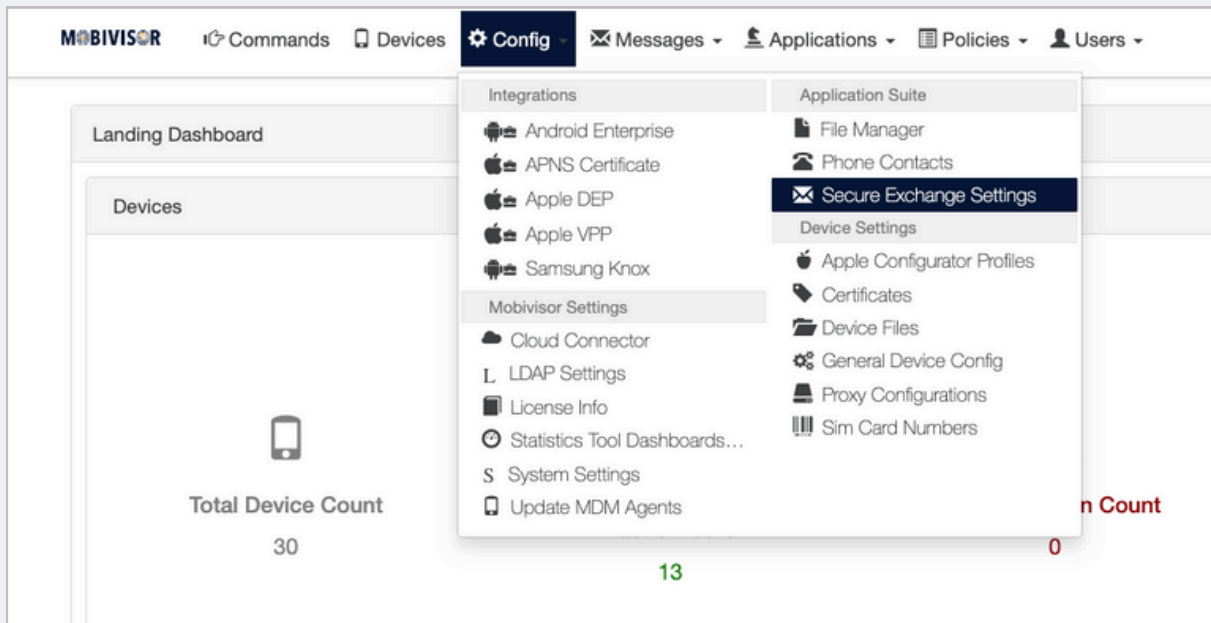 MOBIVISOR Commands Devices Config Messages Applications Policies Users
Landing Dashboard
Devices
Integrations
Android Enterprise
APNS Certificate
Apple DEP
Apple VPP
Samsung Knox
Mobivisor Settings
Cloud Connector
L LDAP Settings
License Info
Statistics Tool Dashboards...
S System Settings
Update MDM Agents
Application Suite
File Manager
Phone Contacts
Secure Exchange Settings
Device Settings
Apple Configurator Profiles
Certificates
Device Files
General Device Config
Proxy Configurations
Sim Card Numbers
Total Device Count
30
13
Count
0